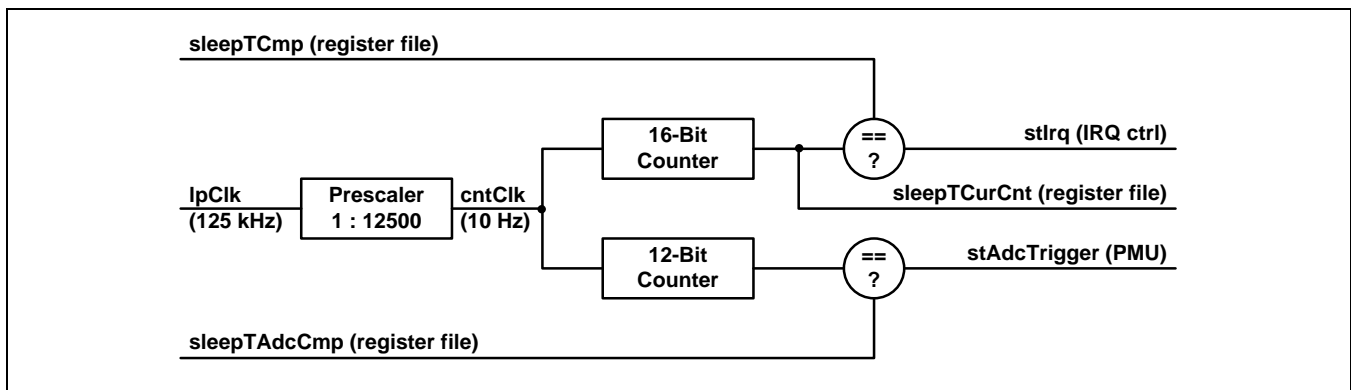 sleepTCmp (register file)
16-Bit
Counter
==
?
stIrq (IRQ ctrl)
lpClk
(125 kHz)
Prescaler
1 : 12500
cntClk
(10 Hz)
sleepTCurCnt (register file)
12-Bit
Counter
==
?
stAdcTrigger (PMU)
sleepTAdcCmp (register file)